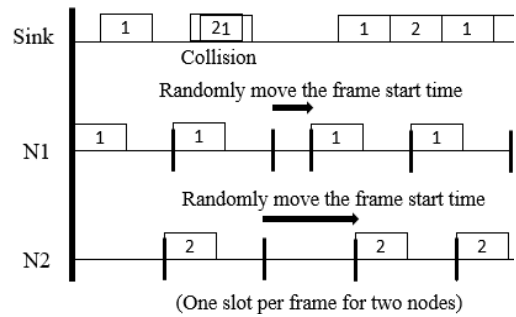 Sink 1 21 1 2 1
Collision
Randomly move the frame start time
N1 1 1 1 1
Randomly move the frame start time
N2 2 2 2
(One slot per frame for two nodes)